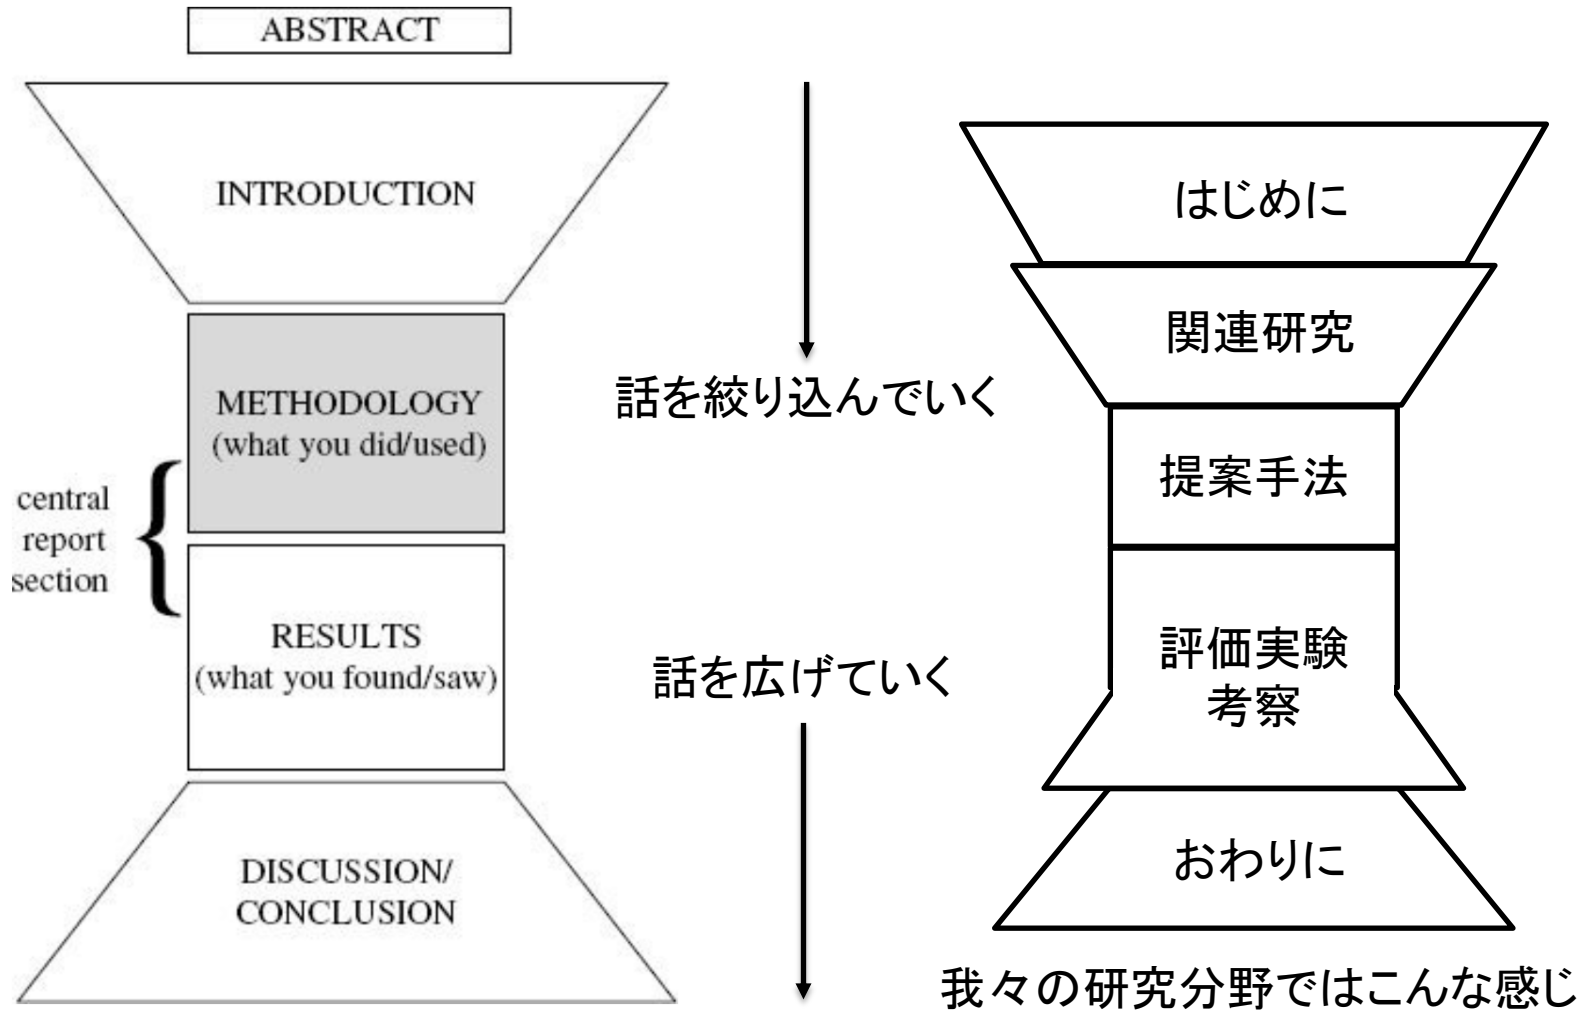 ABSTRACT
INTRODUCTION
METHODOLOGY
(what you did/used)
central
report
section
RESULTS
(what you found/saw)
DISCUSSION/
CONCLUSION
話を絞り込んでいく
話を広げていく
はじめに
関連研究
提案手法
評価実験
考察
おわりに
我々の研究分野ではこんな感じ